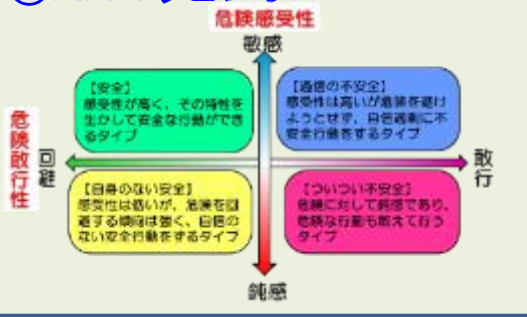 危険感受性
敏感
【安全】
感受性が高く、その特性を
生かして安全な行動ができ
るタイプ
【過信の不安全】
感受性は高いが危険を避け
ようとせず、自信過剰に不
安全行動をするタイプ
危険敢行性
回避
敢行
【自身のない安全】
感受性は低いが、危険を回
避する傾向は強く、自信の
ない安全行動をするタイプ
【ついつい不安全】
危険に対して鈍感であり、
危険な行動も敢えて行う
タイプ
鈍感